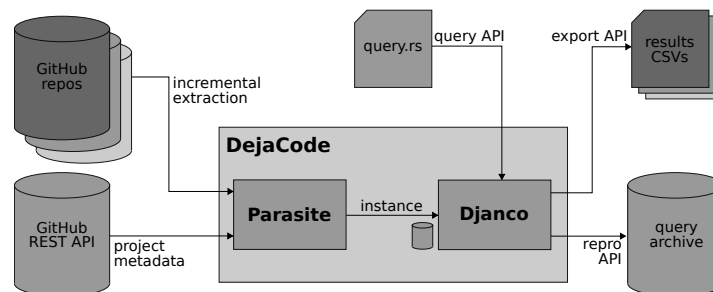 GitHub
repos
incremental
extraction
query.rs
query API
export API
results
CSVs
DejaCode
Parasite
instance
Djanco
GitHub
REST API
project
metadata
repro
API
query
archive